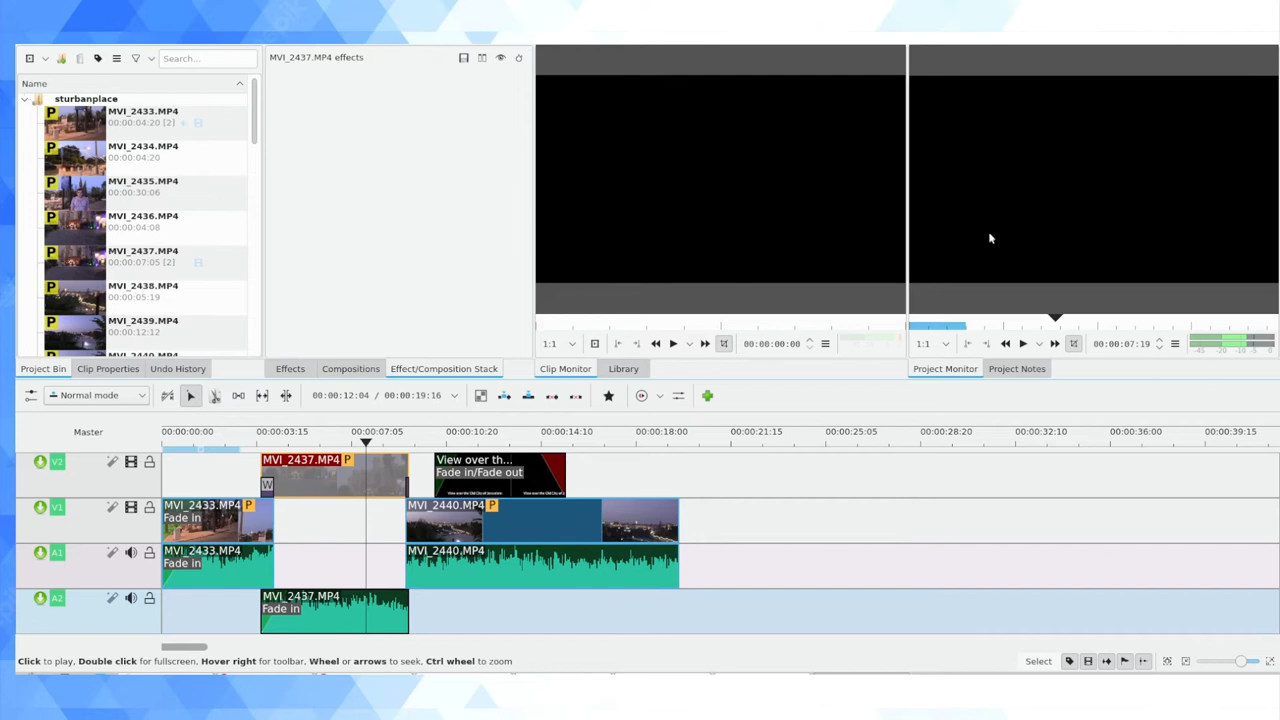 Search...
MVI_2437.MP4 effects
Name
sturbanplace
P
MVI_2433.MP4
00:00:04:20 [2]
P
MVI_2434.MP4
00:00:04:20
P
MVI_2435.MP4
00:00:30:06
P
MVI_2436.MP4
00:00:04:08
P
MVI_2437.MP4
00:00:07:05 [2]
P
MVI_2438.MP4
00:00:05:19
P
MVI_2439.MP4
00:00:12:12
P
MVI_2440.MP4
1:1
00:00:00:00
1:1
00:00:07:19
-45 -20 -10 -5 0
Project Bin
Clip Properties
Undo History
Effects
Compositions
Effect/Composition Stack
Clip Monitor
Library
Project Monitor
Project Notes
Normal mode
00:00:12:04 / 00:00:19:16
Master
00:00:00:00
00:00:03:15
00:00:07:05
00:00:10:20
00:00:14:10
00:00:18:00
00:00:21:15
00:00:25:05
00:00:28:20
00:00:32:10
00:00:36:00
00:00:39:15
V2
MVI_2437.MP4 P
W
View over th...
Fade in/Fade out
V1
MVI_2433.MP4 P
Fade in
MVI_2440.MP4 P
A1
MVI_2433.MP4
Fade in
MVI_2440.MP4
A2
MVI_2437.MP4
Fade in
Click to play, Double click for fullscreen, Hover right for toolbar, Wheel or arrows to seek, Ctrl wheel to zoom
Select